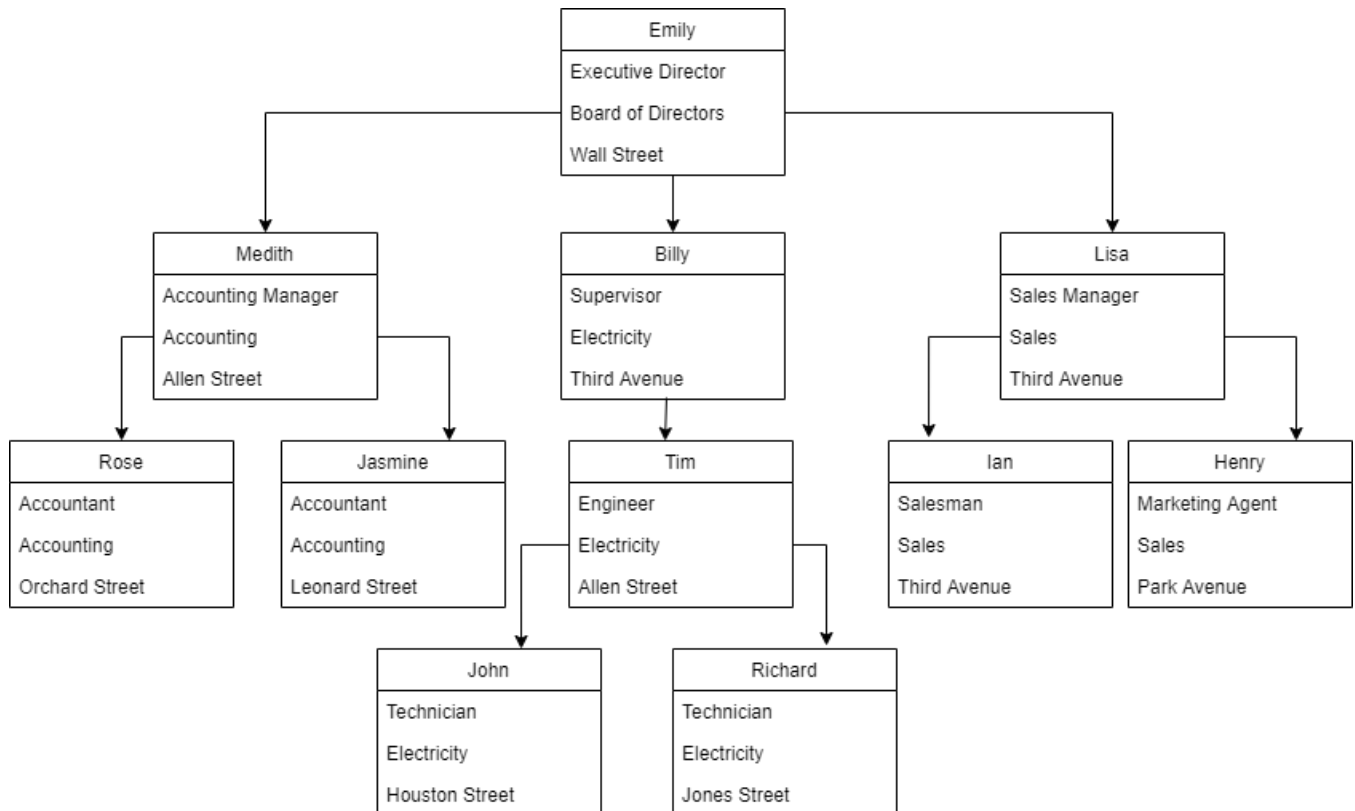 Emily
Executive Director
Board of Directors
Wall Street
Medith
Accounting Manager
Accounting
Allen Street
Billy
Supervisor
Electricity
Third Avenue
Lisa
Sales Manager
Sales
Third Avenue
Rose
Accountant
Accounting
Orchard Street
Jasmine
Accountant
Accounting
Leonard Street
Tim
Engineer
Electricity
Allen Street
Ian
Salesman
Sales
Third Avenue
Henry
Marketing Agent
Sales
Park Avenue
John
Technician
Electricity
Houston Street
Richard
Technician
Electricity
Jones Street